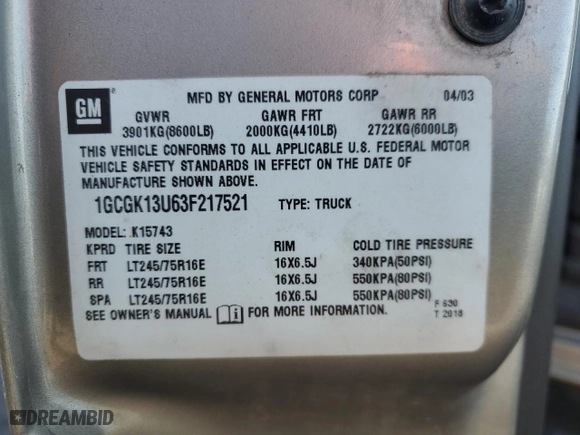 GM
MFD BY GENERAL MOTORS CORP 04/03
GVWR GAWR FRT GAWR RR
3901KG(8600LB) 2000KG(4410LB) 2722KG(6000LB)
THIS VEHICLE CONFORMS TO ALL APPLICABLE U.S. FEDERAL MOTOR
VEHICLE SAFETY STANDARDS IN EFFECT ON THE DATE OF
MANUFACTURE SHOWN ABOVE.
1GCGK13U63F217521 TYPE: TRUCK
MODEL: K15743
KPRD TIRE SIZE RIM COLD TIRE PRESSURE
FRT LT245/75R16E 16X6.5J 340KPA(50PSI)
RR LT245/75R16E 16X6.5J 550KPA(80PSI)
SPA LT245/75R16E 16X6.5J 550KPA(80PSI)
SEE OWNER'S MANUAL FOR MORE INFORMATION. F 630
T 2018
DREAMBID